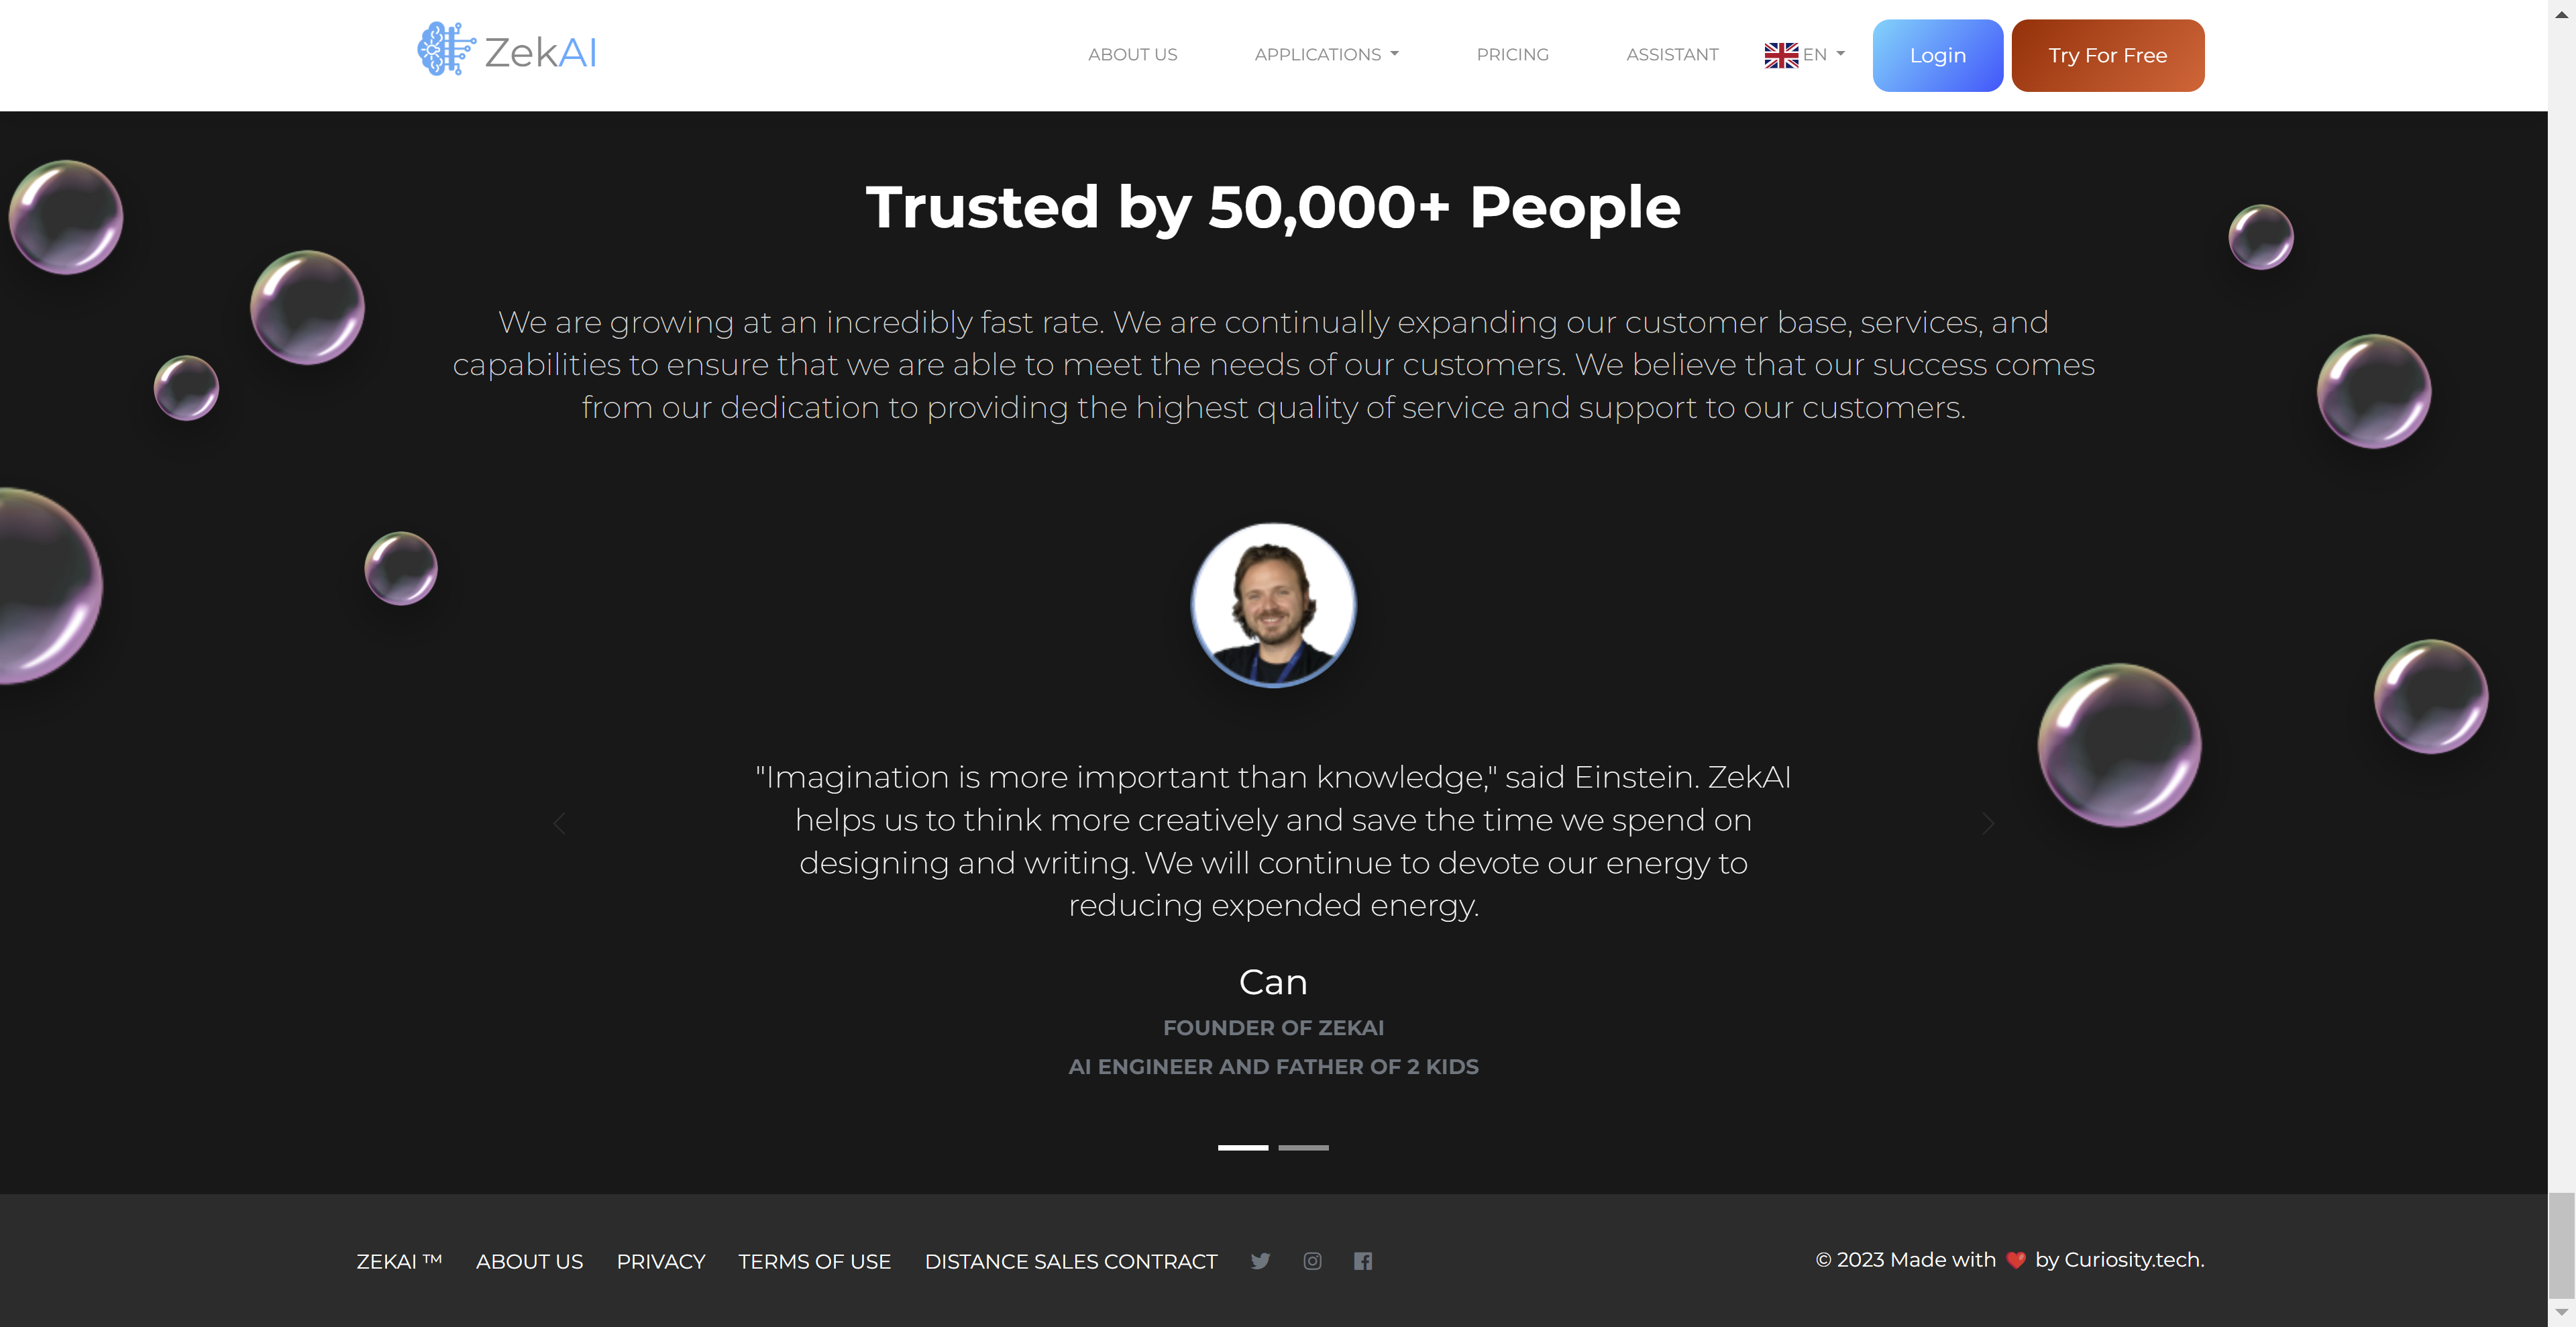 ZekAI
ABOUT US
APPLICATIONS
PRICING
ASSISTANT
EN
Login
Try For Free
Trusted by 50,000+ People
We are growing at an incredibly fast rate. We are continually expanding our customer base, services, and
capabilities to ensure that we are able to meet the needs of our customers. We believe that our success comes
from our dedication to providing the highest quality of service and support to our customers.
"Imagination is more important than knowledge," said Einstein. ZekAI
helps us to think more creatively and save the time we spend on
designing and writing. We will continue to devote our energy to
reducing expended energy.
Can
FOUNDER OF ZEKAI
AI ENGINEER AND FATHER OF 2 KIDS
ZEKAI ™
ABOUT US
PRIVACY
TERMS OF USE
DISTANCE SALES CONTRACT
© 2023 Made with ❤️ by Curiosity.tech.